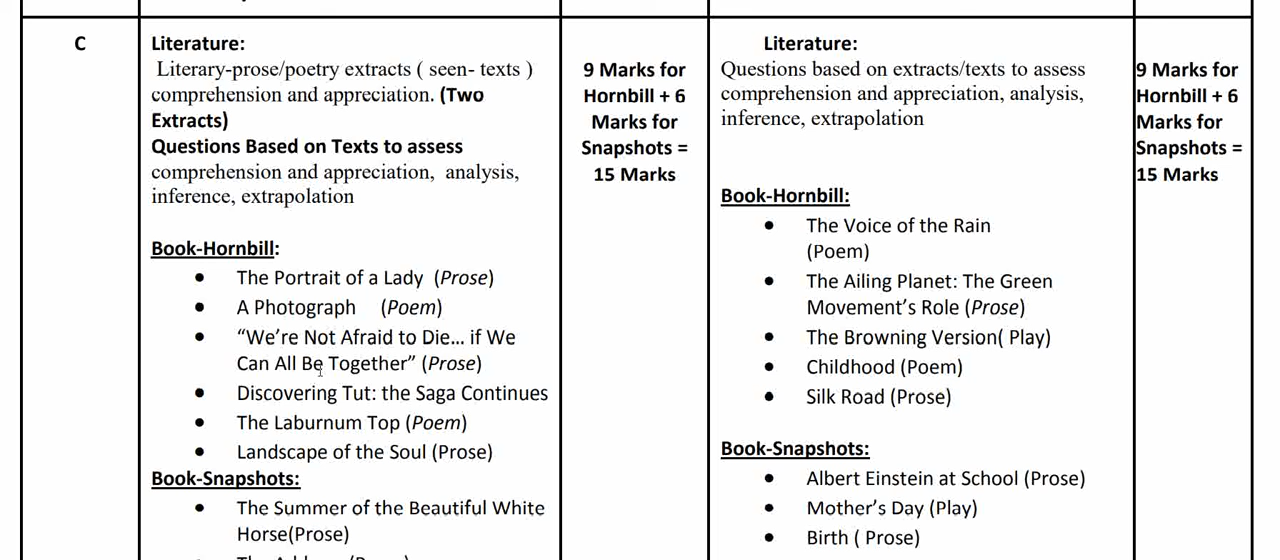 C
Literature:
Literary-prose/poetry extracts ( seen- texts )
comprehension and appreciation. (Two
Extracts)
Questions Based on Texts to assess
comprehension and appreciation, analysis,
inference, extrapolation
Book-Hornbill:
• The Portrait of a Lady (Prose)
• A Photograph (Poem)
• “We’re Not Afraid to Die... if We
Can All Be Together” (Prose)
• Discovering Tut: the Saga Continues
• The Laburnum Top (Poem)
• Landscape of the Soul (Prose)
Book-Snapshots:
• The Summer of the Beautiful White
Horse(Prose)
9 Marks for
Hornbill + 6
Marks for
Snapshots =
15 Marks
Literature:
Questions based on extracts/texts to assess
comprehension and appreciation, analysis,
inference, extrapolation
Book-Hornbill:
• The Voice of the Rain
(Poem)
• The Ailing Planet: The Green
Movement’s Role (Prose)
• The Browning Version( Play)
• Childhood (Poem)
• Silk Road (Prose)
Book-Snapshots:
• Albert Einstein at School (Prose)
• Mother’s Day (Play)
• Birth ( Prose)
9 Marks for
Hornbill + 6
Marks for
Snapshots =
15 Marks